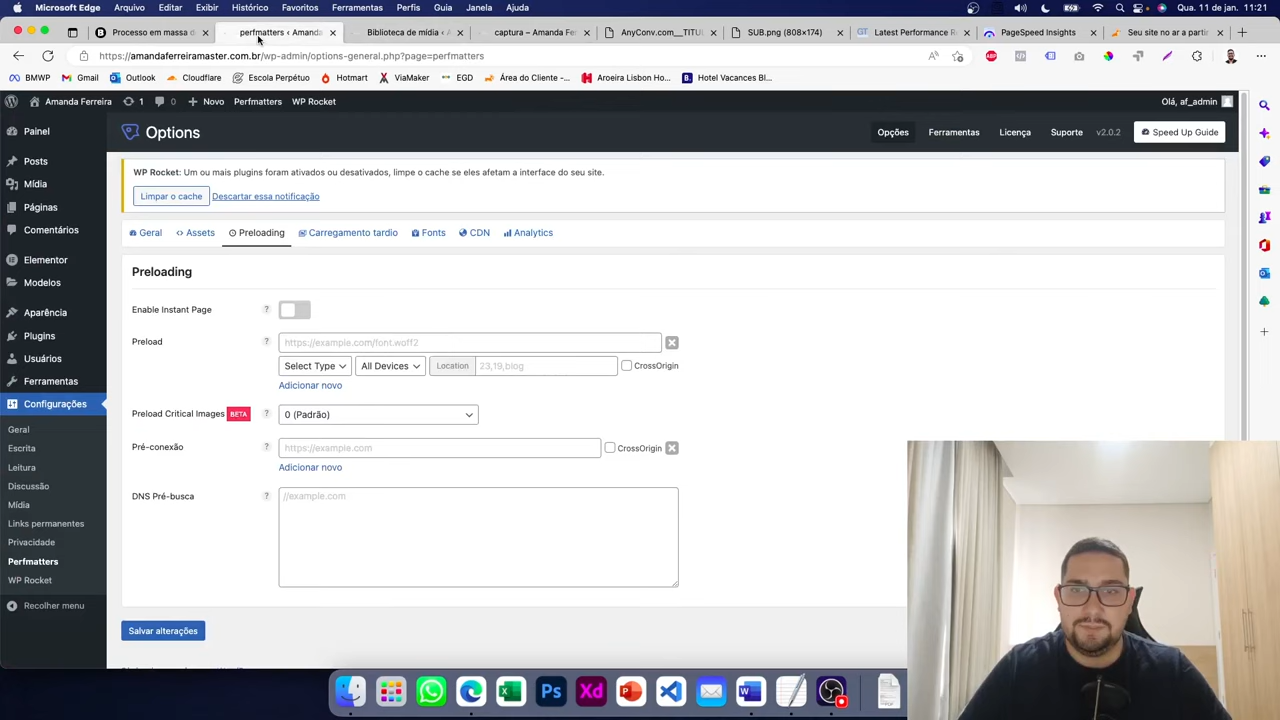 Microsoft Edge Arquivo Editar Exibir Histórico Favoritos Ferramentas Perfis Guia Janela Ajuda
Qua. 11 de jan. 11:21
Processo em massa d
perfmatters ‹ Amanda
Biblioteca de mídia ‹ A
captura – Amanda Fer
AnyConv.com__TITUL
SUB.png (808×174)
Latest Performance Re
PageSpeed Insights
Seu site no ar a partir
https://amandaferreiramaster.com.br/wp-admin/options-general.php?page=perfmatters
BMWP
Gmail
Outlook
Cloudflare
Escola Perpétuo
Hotmart
ViaMaker
EGD
Área do Cliente -...
Aroeira Lisbon Ho...
Hotel Vacances Bl...
Amanda Ferreira
1
0
Novo
Perfmatters
WP Rocket
Olá, af_admin
Painel
Posts
Mídia
Páginas
Comentários
Elementor
Modelos
Aparência
Plugins
Usuários
Ferramentas
Configurações
Geral
Escrita
Leitura
Discussão
Mídia
Links permanentes
Privacidade
Perfmatters
WP Rocket
Recolher menu
Options
Opções
Ferramentas
Licença
Suporte
v2.0.2
Speed Up Guide
WP Rocket: Um ou mais plugins foram ativados ou desativados, limpe o cache se eles afetam a interface do seu site.
Limpar o cache
Descartar essa notificação
Geral
<> Assets
Preloading
Carregamento tardio
Fonts
CDN
Analytics
Preloading
Enable Instant Page
?
Preload
?
https://example.com/font.woff2
Select Type
All Devices
Location
23,19,blog
CrossOrigin
Adicionar novo
Preload Critical Images BETA
?
0 (Padrão)
Pré-conexão
?
https://example.com
CrossOrigin
Adicionar novo
DNS Pré-busca
?
//example.com
Salvar alterações